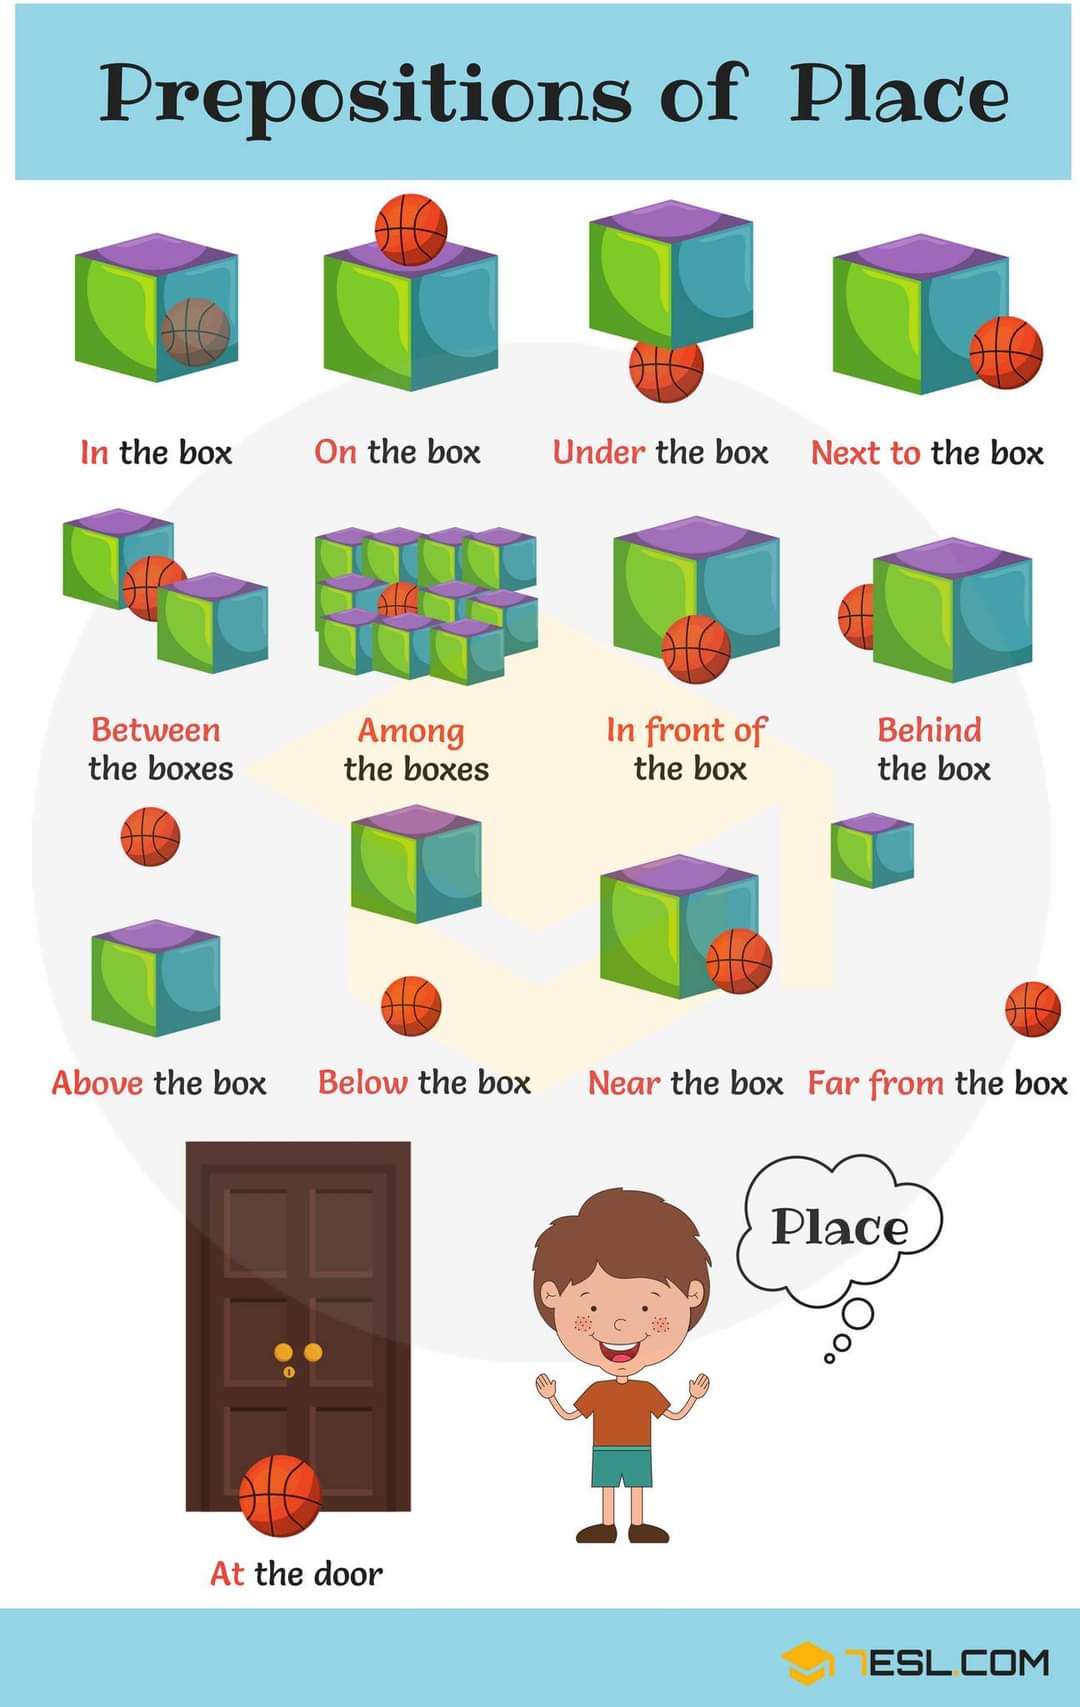 Prepositions of Place
In the box
On the box
Under the box
Next to the box
Between
the boxes
Among
the boxes
In front of
the box
Behind
the box
Above the box
Below the box
Near the box
Far from the box
Place
At the door
7ESL.COM